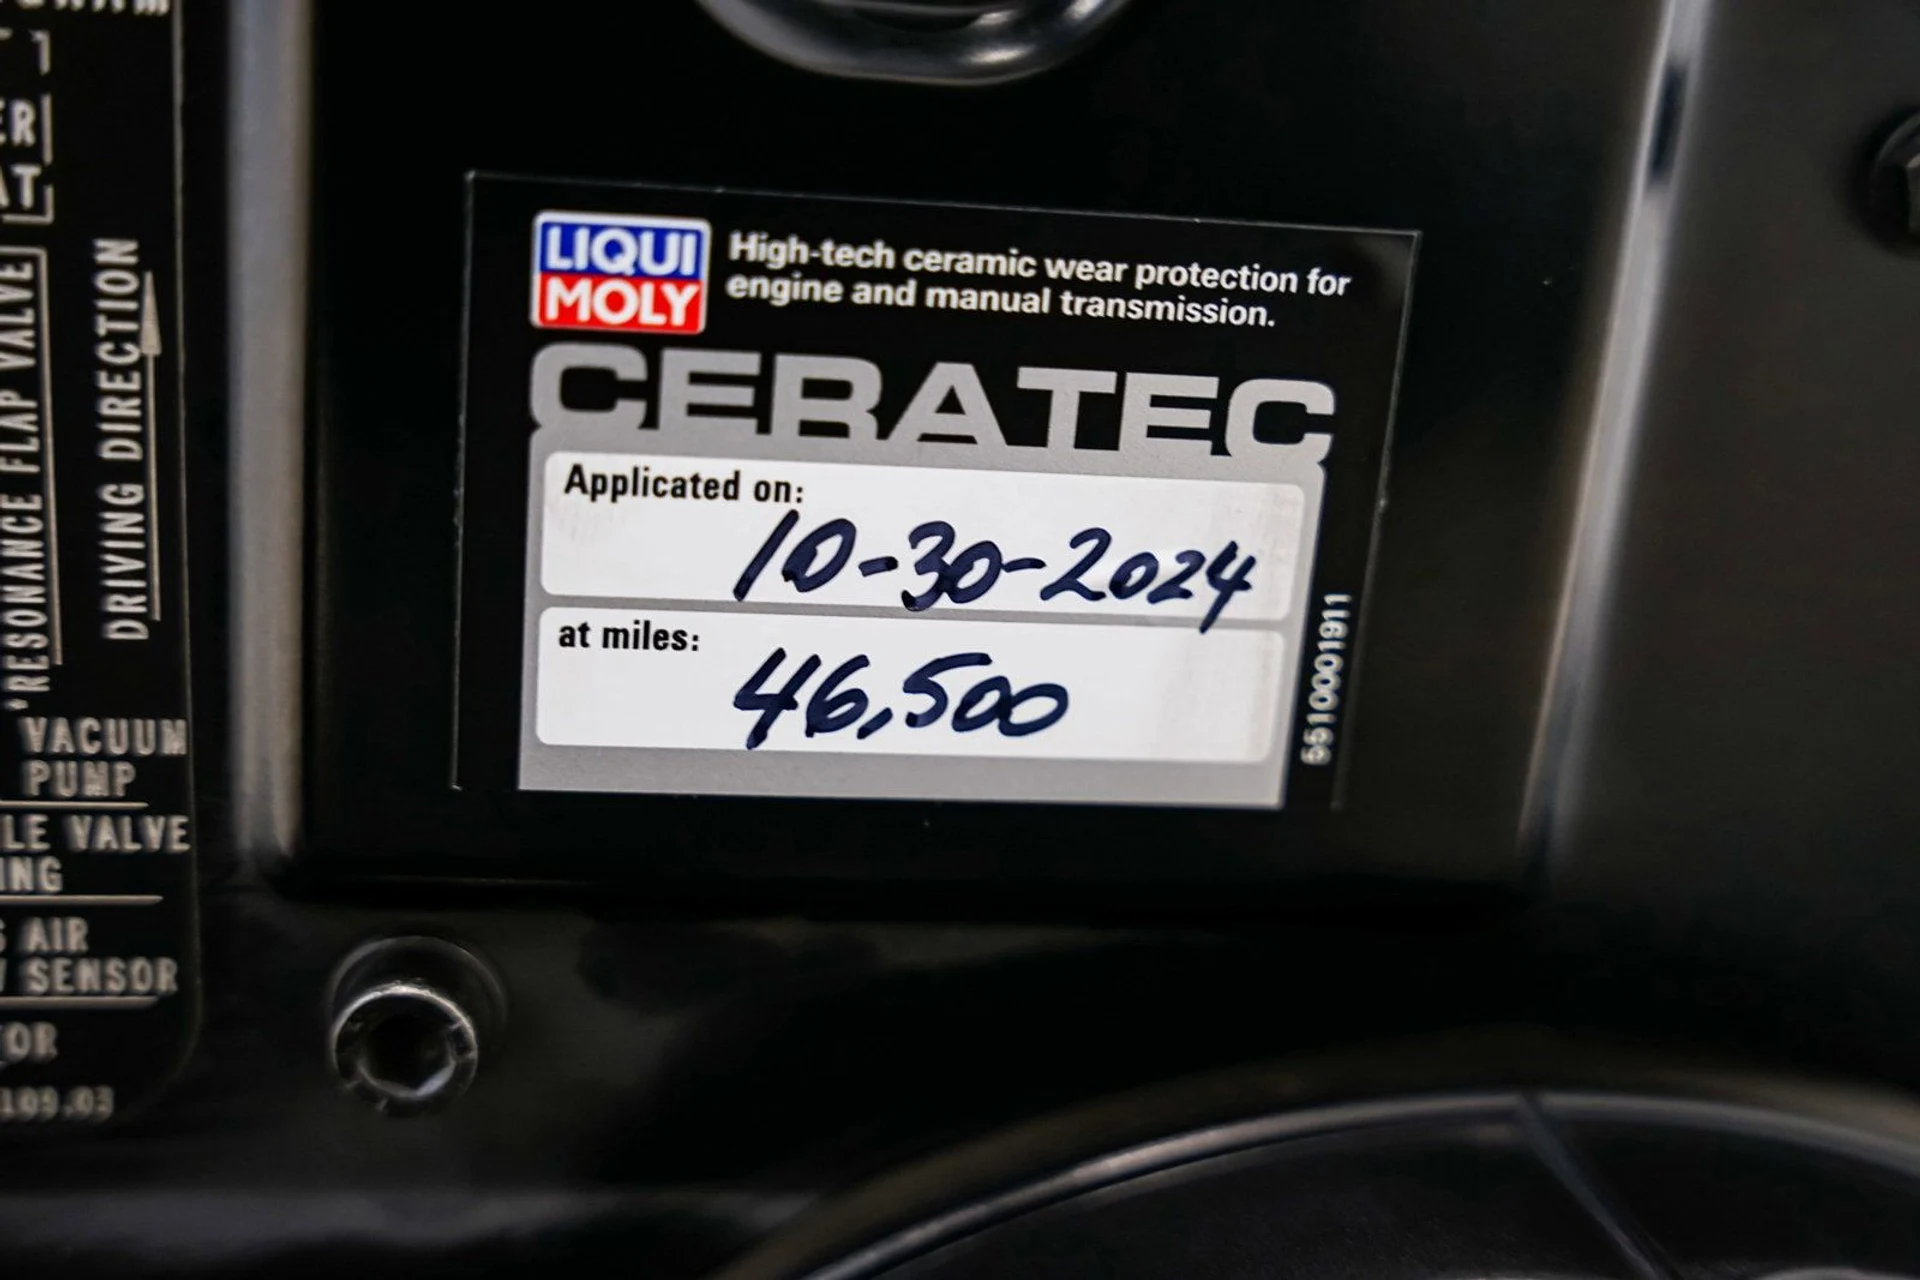 ER
AT
*RESONANCE FLAP VALVE
DRIVING DIRECTION
VACUUM
PUMP
LE VALVE
ING
AIR
SENSOR
OR
109.03
LIQUI
MOLY
High-tech ceramic wear protection for
engine and manual transmission.
CERATEC
Applicated on:
10-30-2024
at miles:
46,500
5510001911